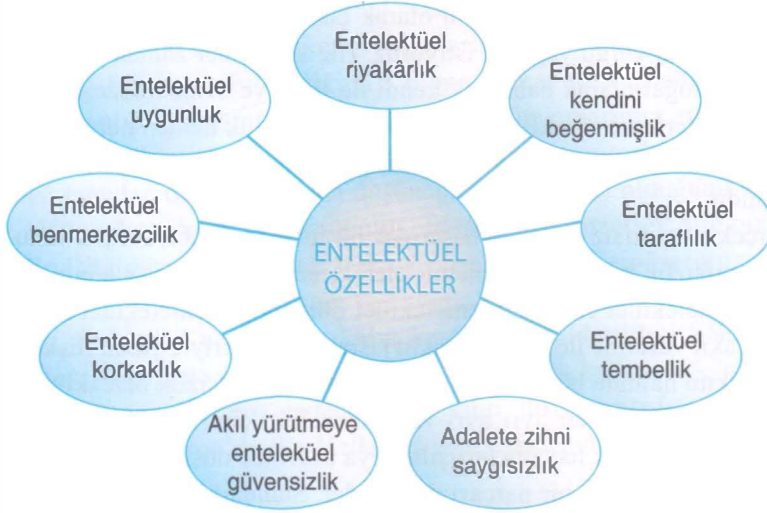 Entelektüel
riyakârlık
Entelektüel
uygunluk
Entelektüel
kendini
beğenmişlik
Entelektüel
benmerkezcilik
Entelektüel
taraflılık
ENTELEKTÜEL
ÖZELLİKLER
Enteleküel
korkaklık
Entelektüel
tembellik
Akıl yürütmeye
enteleküel
güvensizlik
Adalete zihni
saygısızlık